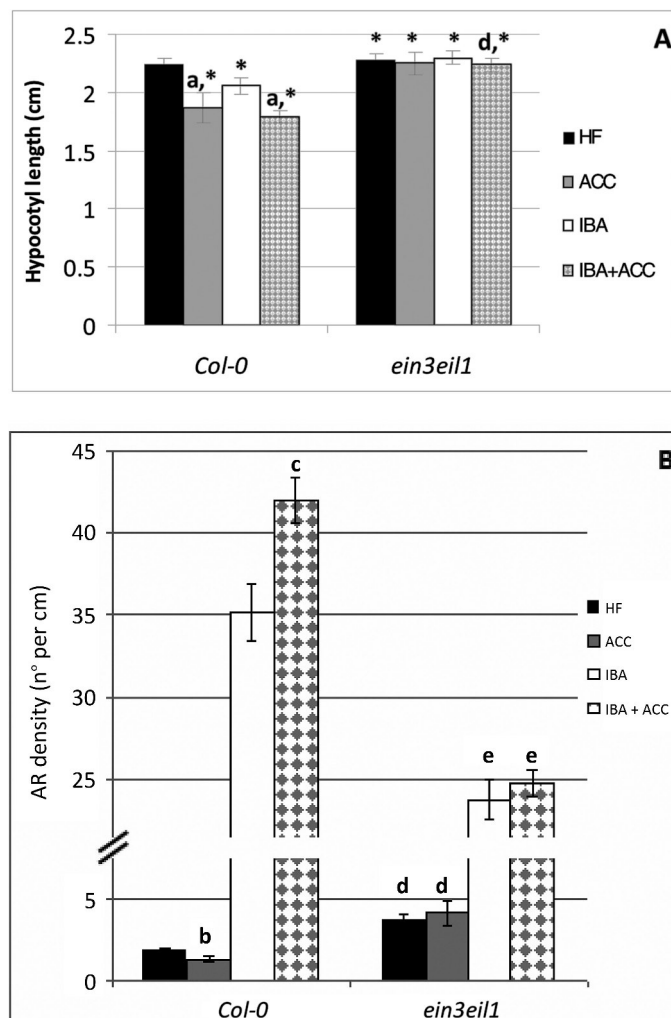 A
Hypocotyl length (cm)
2.5
2
1.5
1
0.5
0
a,*
*
a,*
*
*
*
d,*
HF
ACC
IBA
IBA+ACC
Col-0
ein3eil1
B
AR density (n° per cm)
45
40
35
30
25
5
0
b
c
d
d
e
e
HF
ACC
IBA
IBA + ACC
Col-0
ein3eil1